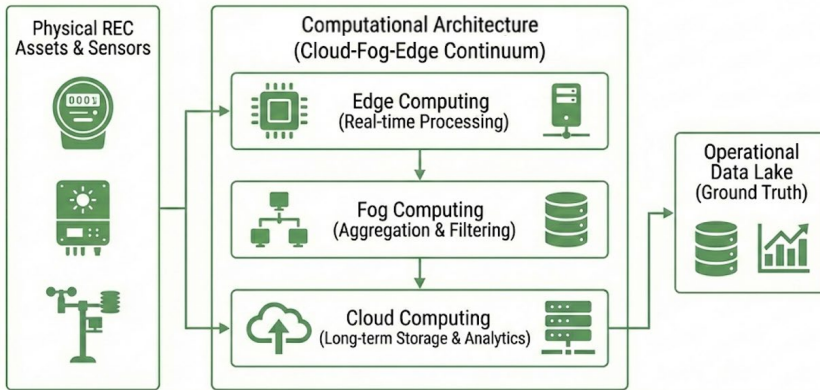 Physical REC
Assets & Sensors
0001
Computational Architecture
(Cloud-Fog-Edge Continuum)
Edge Computing
(Real-time Processing)
Fog Computing
(Aggregation & Filtering)
Cloud Computing
(Long-term Storage & Analytics)
Operational
Data Lake
(Ground Truth)